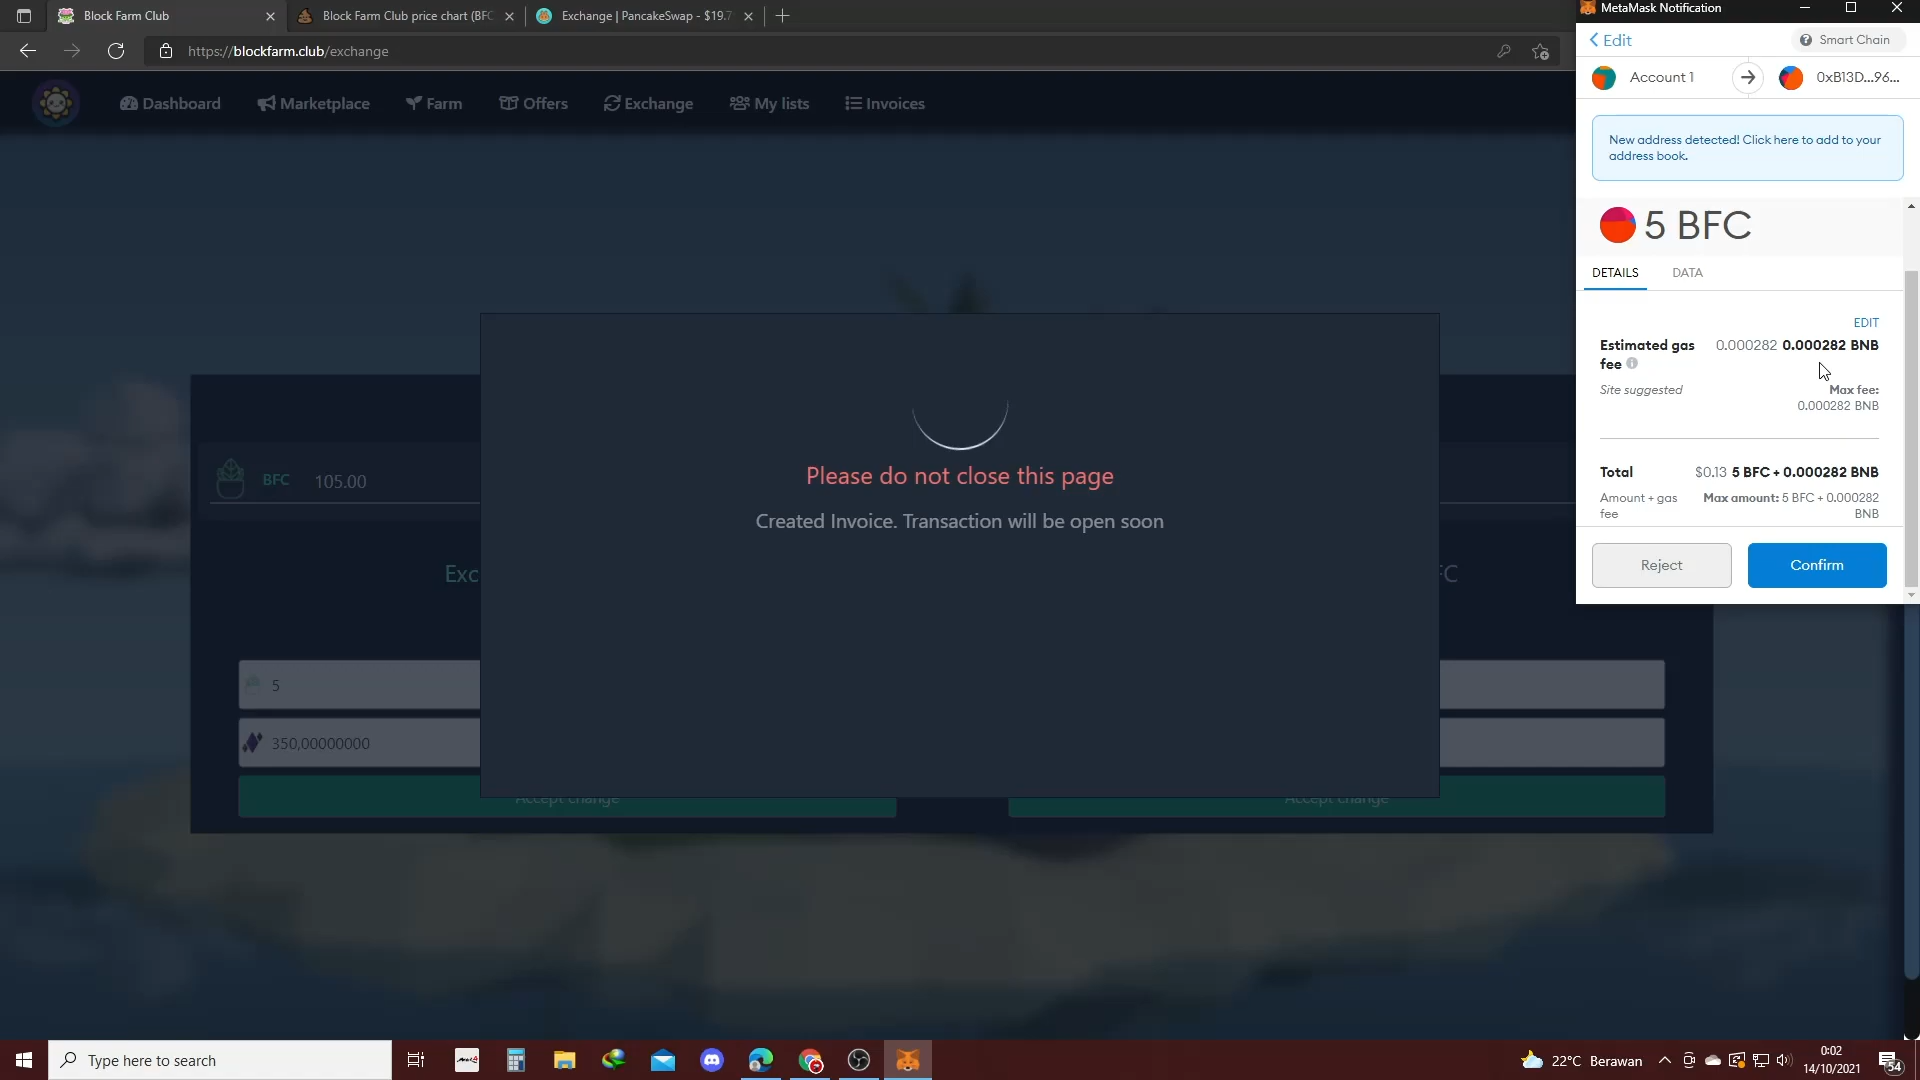 Block Farm Club
Block Farm Club price chart (BFC
Exchange | PancakeSwap - $19.7
MetaMask Notification
https://blockfarm.club/exchange
Edit
Smart Chain
Account 1
0xB13D...96...
Dashboard
Marketplace
Farm
Offers
Exchange
My lists
Invoices
New address detected! Click here to add to your
address book.
5 BFC
DETAILS
DATA
EDIT
Estimated gas
fee
0.000282 0.000282 BNB
Site suggested
Max fee:
0.000282 BNB
Total
$0.13 5 BFC + 0.000282 BNB
Amount + gas
fee
Max amount: 5 BFC + 0.000282
BNB
Reject
Confirm
BFC
105.00
Please do not close this page
Created Invoice. Transaction will be open soon
Exc
FC
5
350,00000000
Accept change
Accept change
Type here to search
22°C Berawan
0:02
14/10/2021
54